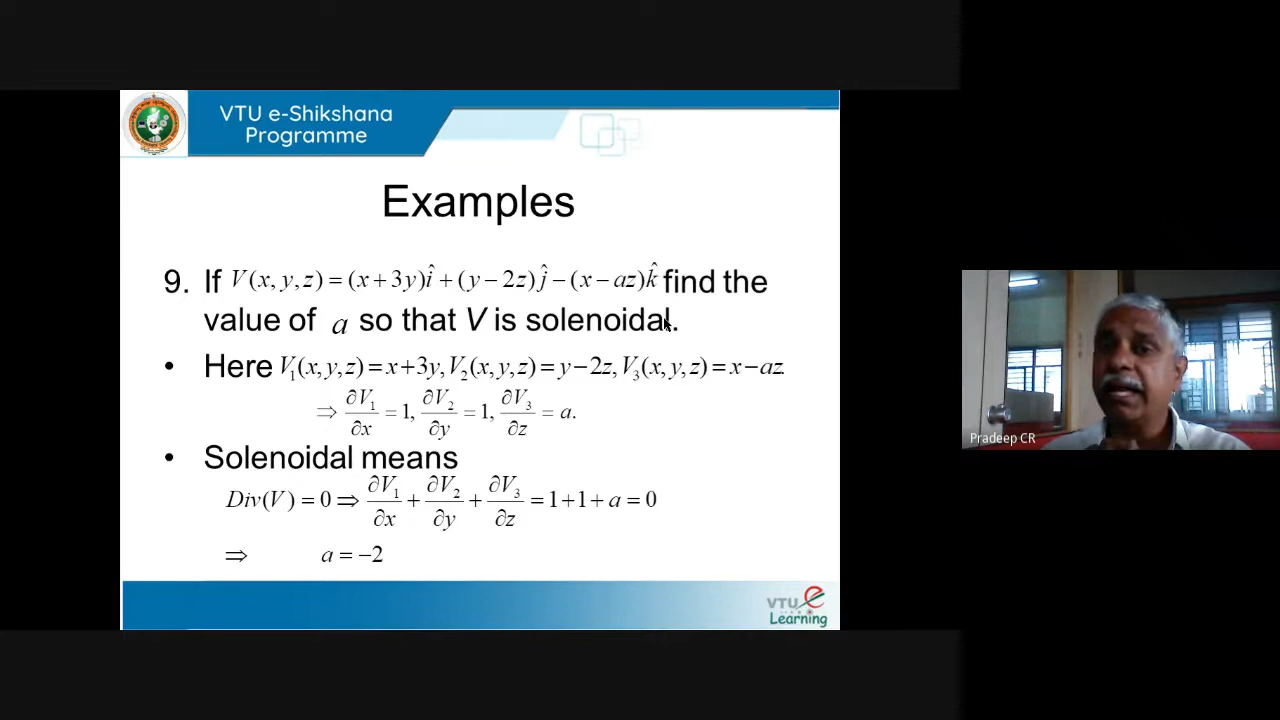 VTU e-Shikshana
Programme
Examples
9. If V(x, y, z) = (x + 3y)î + (y − 2z)ĵ − (x − az)k̂ find the
value of a so that V is solenoidal.
• Here V₁(x, y, z) = x + 3y, V₂(x, y, z) = y − 2z, V₃(x, y, z) = x − az.
⇒ ∂V₁/∂x = 1, ∂V₂/∂y = 1, ∂V₃/∂z = a.
• Solenoidal means
Div(V) = 0 ⇒ ∂V₁/∂x + ∂V₂/∂y + ∂V₃/∂z = 1 + 1 + a = 0
⇒ a = −2
VTU e
Learning
Pradeep CR